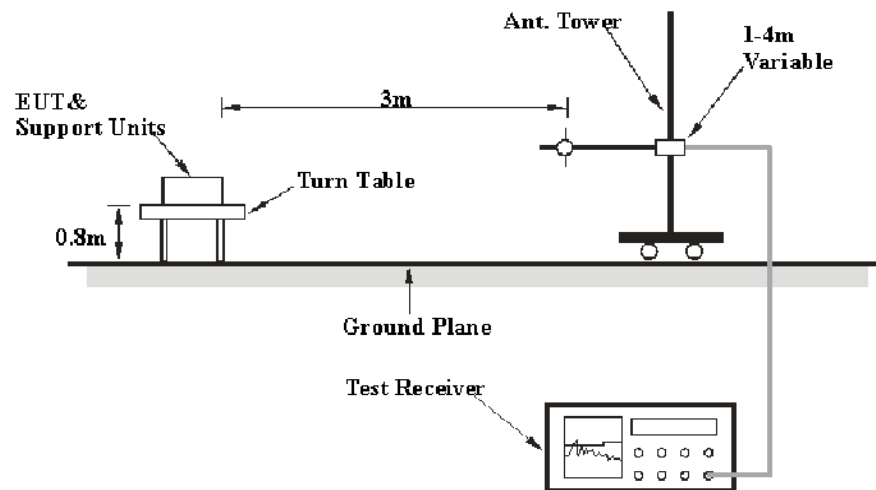 Ant. Tower
1-4m
Variable
3m
EUT&
Support Units
Turn Table
0.8m
Ground Plane
Test Receiver